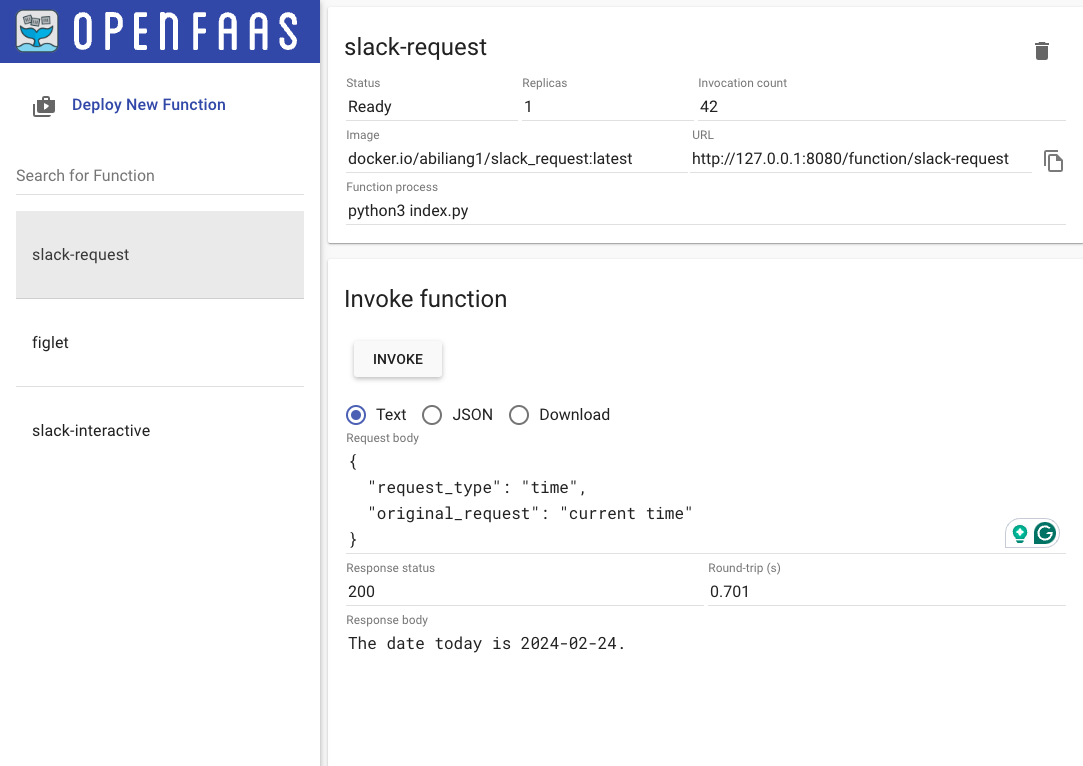 OPENFAAS
Deploy New Function
Search for Function
slack-request
figlet
slack-interactive
slack-request
Status Replicas Invocation count
Ready 1 42
Image URL
docker.io/abiliang1/slack_request:latest http://127.0.0.1:8080/function/slack-request
Function process
python3 index.py
Invoke function
INVOKE
Text JSON Download
Request body
{
"request_type": "time",
"original_request": "current time"
}
Response status Round-trip (s)
200 0.701
Response body
The date today is 2024-02-24.